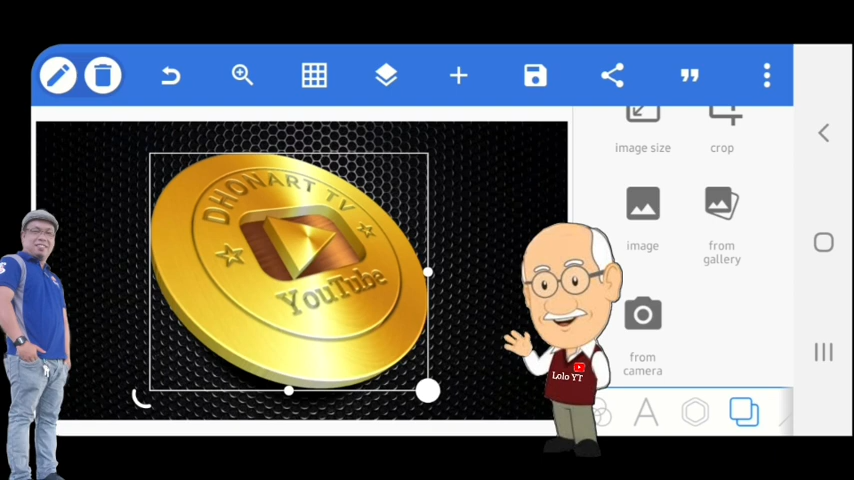 image size
crop
DHONART TV
YouTube
image
from
gallery
from
camera
Lolo YT
A